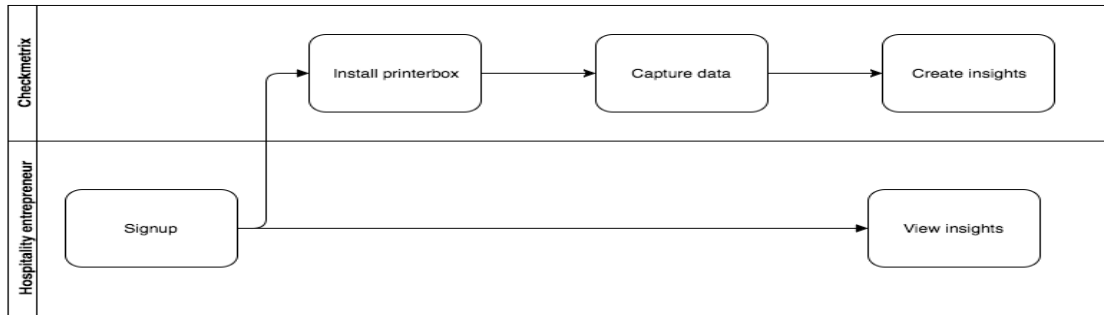 Checkmetrix
Install printerbox
Capture data
Create insights
Hospitality entrepreneur
Signup
View insights